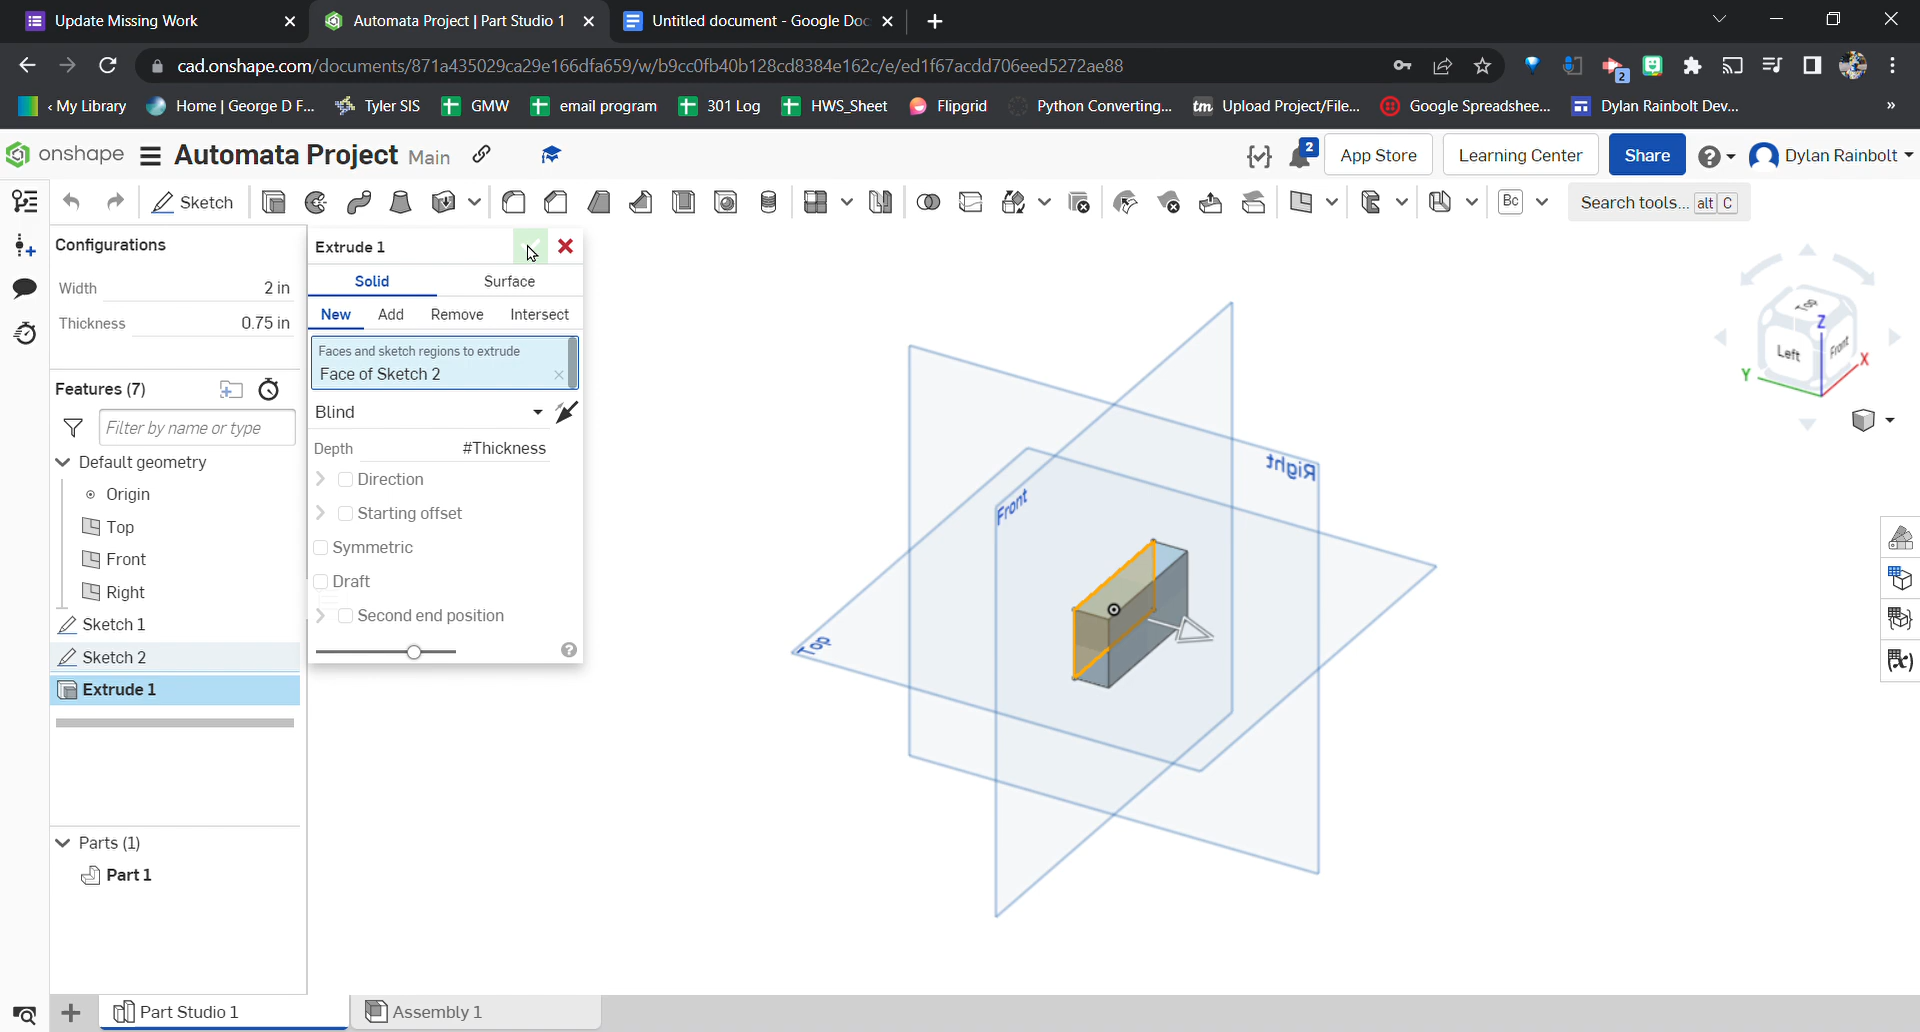 Update Missing Work
Automata Project | Part Studio 1
Untitled document - Google Doc
cad.onshape.com/documents/871a435029ca29e166dfa659/w/b9cc0fb40b128cd8384e162c/e/ed1f67acdd706eed5272ae88
2
‹ My Library
Home | George D F...
Tyler SIS
GMW
email program
301 Log
HWS_Sheet
Flipgrid
Python Converting...
tm Upload Project/File...
Google Spreadshee...
Dylan Rainbolt Dev...
»
onshape
Automata Project Main
2
App Store
Learning Center
Share
Dylan Rainbolt
Sketch
Bc
Search tools... alt C
Configurations
Width 2 in
Thickness 0.75 in
Features (7)
Filter by name or type
Default geometry
Origin
Top
Front
Right
Sketch 1
Sketch 2
Extrude 1
Parts (1)
Part 1
Extrude 1
Solid Surface
New Add Remove Intersect
Faces and sketch regions to extrude
Face of Sketch 2
Blind
Depth #Thickness
Direction
Starting offset
Symmetric
Draft
Second end position
Right
Front
Top
Top
Left
Front
Z
X
Y
(x)
Part Studio 1
Assembly 1